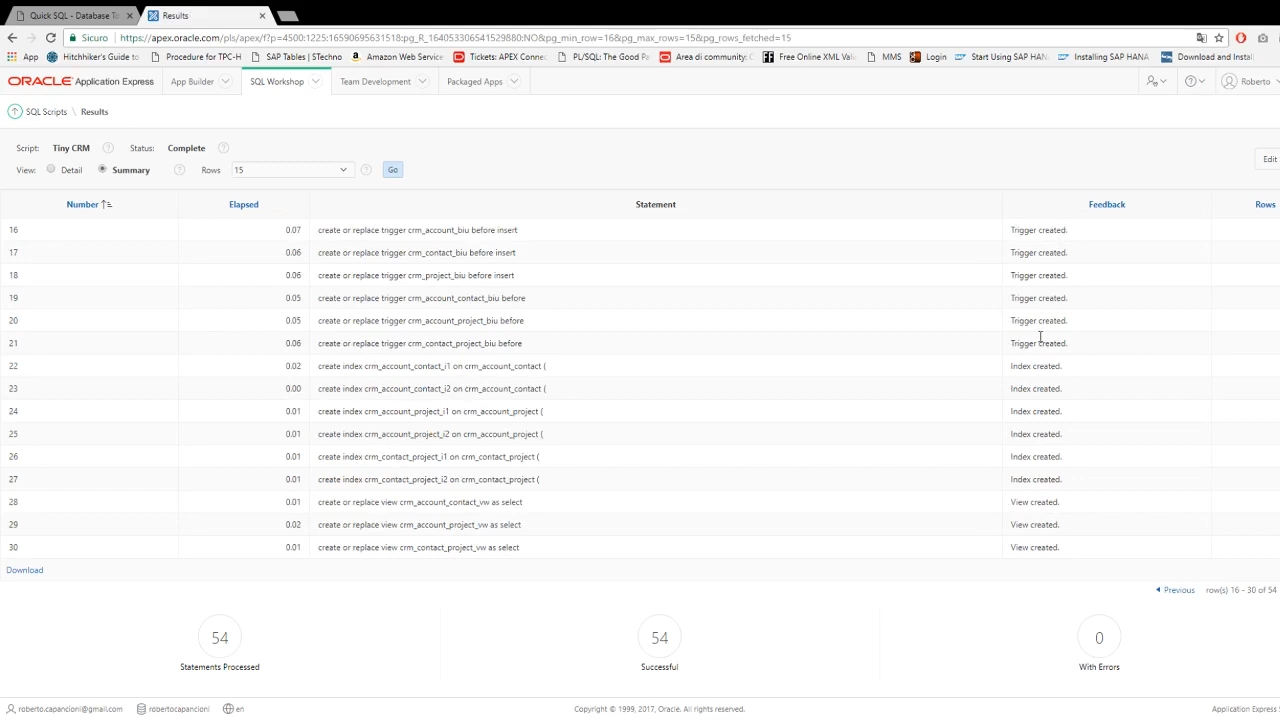 Quick SQL - Database To
Results
Sicuro
https://apex.oracle.com/pls/apex/f?p=4500:1225:16590695631518:pg_R_164053306541529880:NO&pg_min_row=16&pg_max_rows=15&pg_rows_fetched=15
App
Hitchhiker's Guide to
Procedure for TPC-H
SAP Tables | STechno
Amazon Web Service
Tickets: APEX Connect
PL/SQL: The Good Pa
Area di community: C
Free Online XML Vali
MMS
Login
Start Using SAP HAN
Installing SAP HANA
Download and Instal
ORACLE Application Express
App Builder
SQL Workshop
Team Development
Packaged Apps
Roberto
SQL Scripts \ Results
Script: Tiny CRM Status: Complete
Edit
View: Detail Summary Rows 15 Go
Number Elapsed Statement Feedback Rows
16 0.07 create or replace trigger crm_account_biu before insert Trigger created.
17 0.06 create or replace trigger crm_contact_biu before insert Trigger created.
18 0.06 create or replace trigger crm_project_biu before insert Trigger created.
19 0.05 create or replace trigger crm_account_contact_biu before Trigger created.
20 0.05 create or replace trigger crm_account_project_biu before Trigger created.
21 0.06 create or replace trigger crm_contact_project_biu before Trigger created.
22 0.02 create index crm_account_contact_i1 on crm_account_contact ( Index created.
23 0.00 create index crm_account_contact_i2 on crm_account_contact ( Index created.
24 0.01 create index crm_account_project_i1 on crm_account_project ( Index created.
25 0.01 create index crm_account_project_i2 on crm_account_project ( Index created.
26 0.01 create index crm_contact_project_i1 on crm_contact_project ( Index created.
27 0.01 create index crm_contact_project_i2 on crm_contact_project ( Index created.
28 0.01 create or replace view crm_account_contact_vw as select View created.
29 0.02 create or replace view crm_account_project_vw as select View created.
30 0.01 create or replace view crm_contact_project_vw as select View created.
Download
Previous row(s) 16 - 30 of 54
54 54 0
Statements Processed Successful With Errors
roberto.capancioni@gmail.com robertocapancioni en
Copyright © 1999, 2017, Oracle. All rights reserved.
Application Express 5